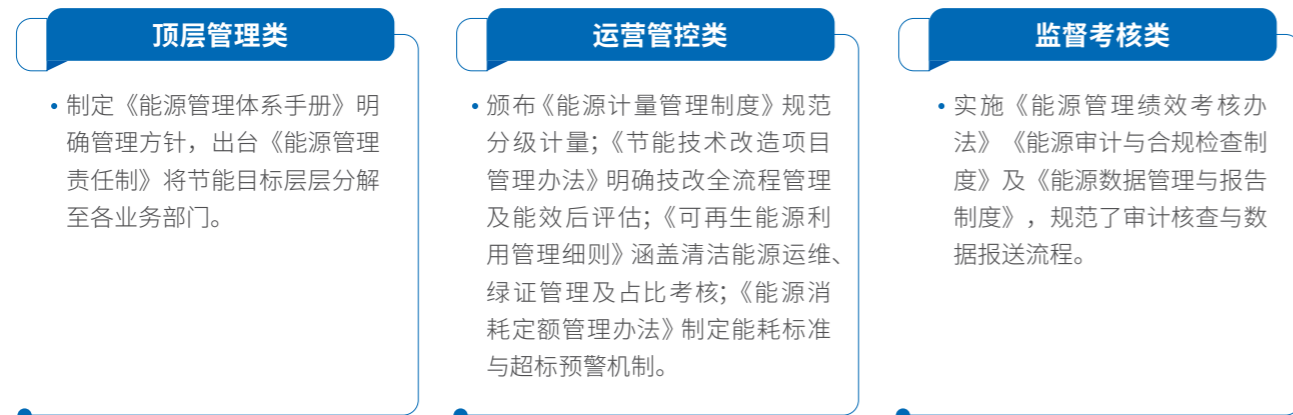 顶层管理类
• 制定《能源管理体系手册》明
确管理方针，出台《能源管理
责任制》将节能目标层层分解
至各业务部门。
运营管控类
• 颁布《能源计量管理制度》规范
分级计量；《节能技术改造项目
管理办法》明确技改全流程管理
及能效后评估；《可再生能源利
用管理细则》涵盖清洁能源运维、
绿证管理及占比考核；《能源消
耗定额管理办法》制定能耗标准
与超标预警机制。
监督考核类
• 实施《能源管理绩效考核办
法》《能源审计与合规检查制
度》及《能源数据管理与报告
制度》，规范了审计核查与数
据报送流程。